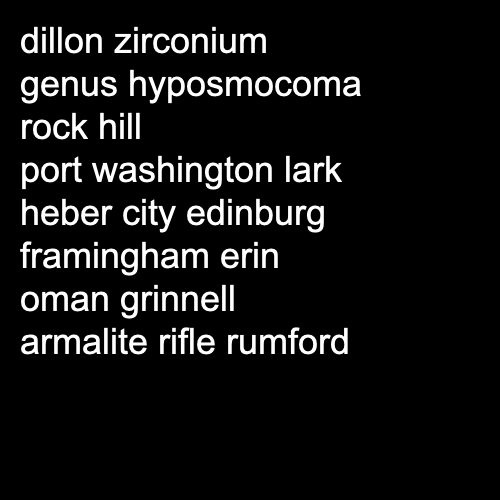 dillon zirconium
genus hyposmocoma
rock hill
port washington lark
heber city edinburg
framingham erin
oman grinnell
armalite rifle rumford